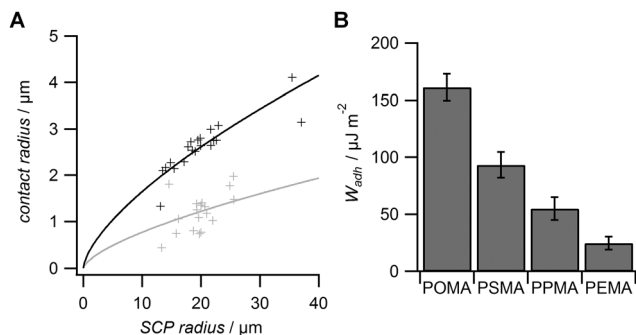 A
5
4
3
2
1
0
contact radius / µm
0
10
20
30
40
SCP radius / µm
B
200
150
100
50
0
W_adh / µJ m⁻²
POMA
PSMA
PPMA
PEMA